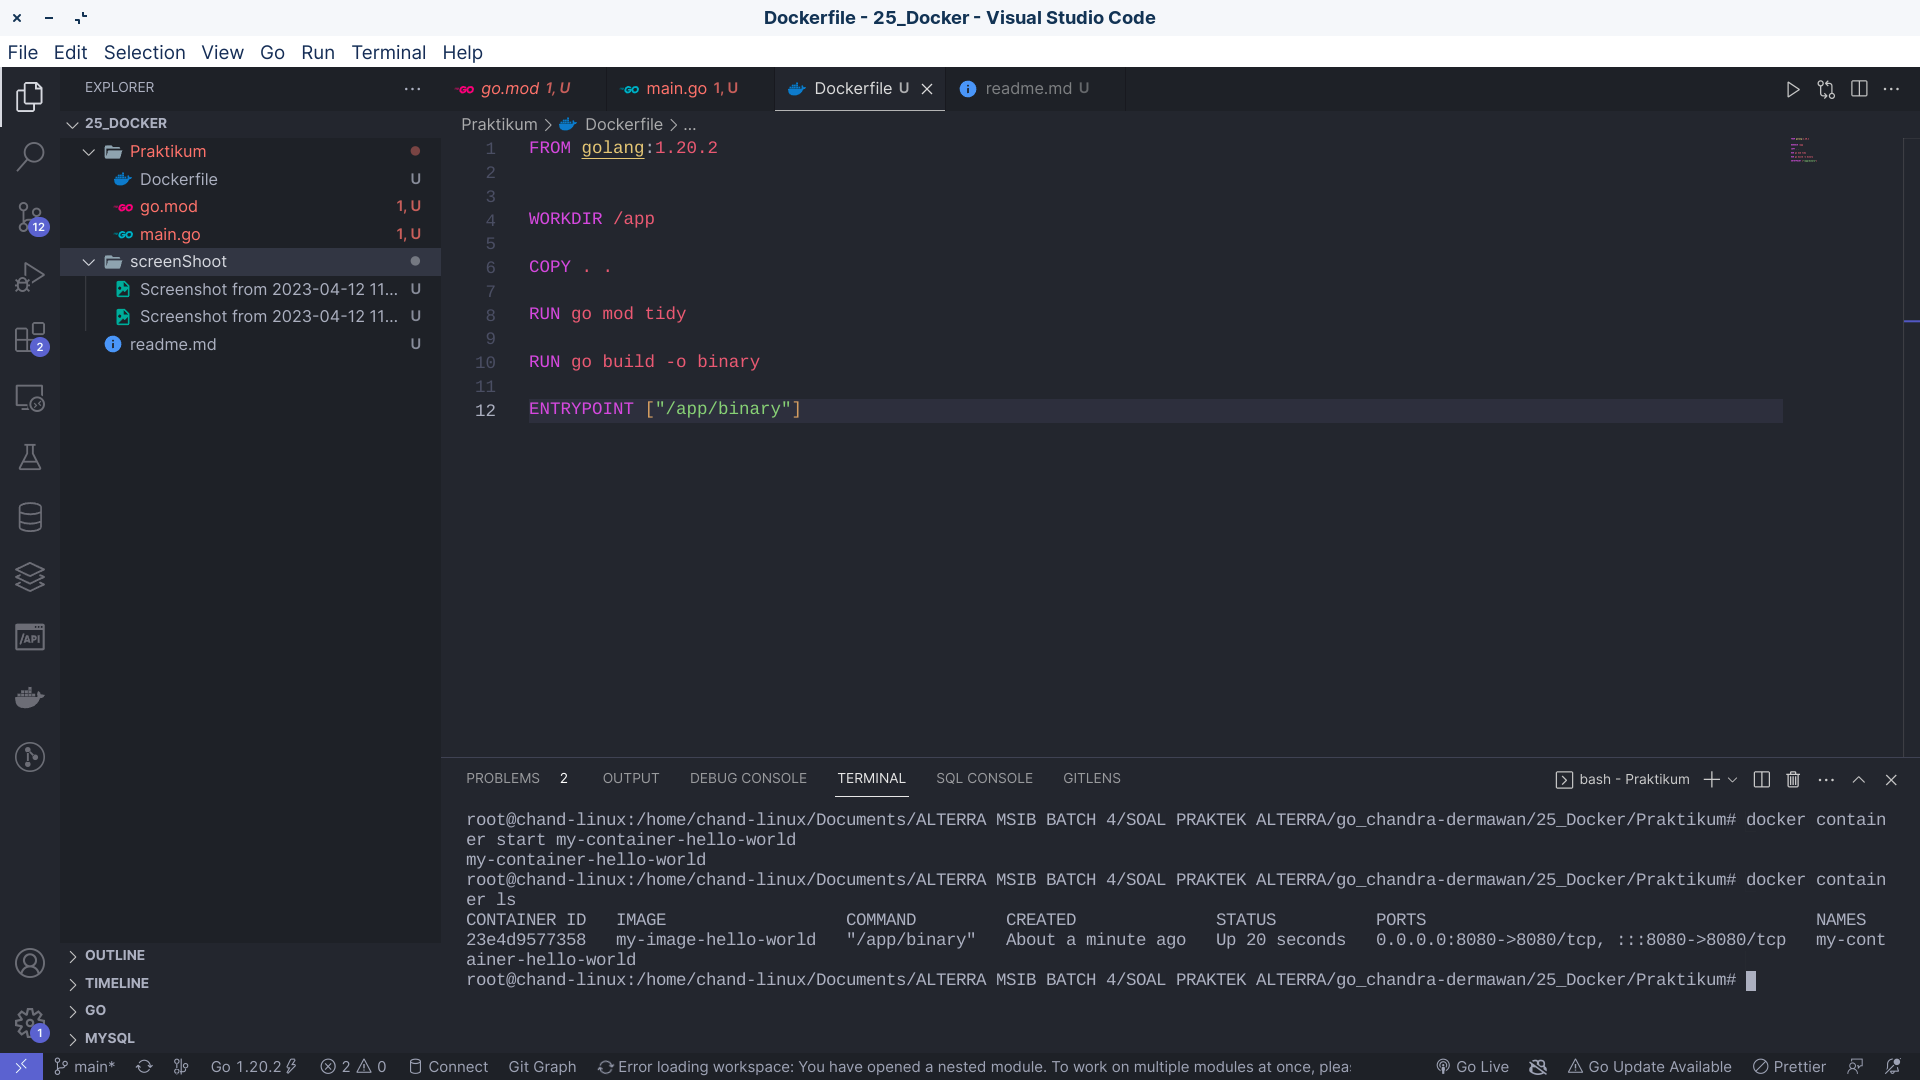 Dockerfile - 25_Docker - Visual Studio Code
File Edit Selection View Go Run Terminal Help
EXPLORER
25_DOCKER
Praktikum
Dockerfile U
go.mod 1, U
main.go 1, U
screenShoot
Screenshot from 2023-04-12 11... U
Screenshot from 2023-04-12 11... U
readme.md U
12
2
/API
OUTLINE
TIMELINE
GO
MYSQL
1
GO go.mod 1, U GO main.go 1, U Dockerfile U readme.md U
Praktikum > Dockerfile > ...
1 FROM golang:1.20.2
2
3
4 WORKDIR /app
5
6 COPY . .
7
8 RUN go mod tidy
9
10 RUN go build -o binary
11
12 ENTRYPOINT ["/app/binary"]
PROBLEMS 2 OUTPUT DEBUG CONSOLE TERMINAL SQL CONSOLE GITLENS bash - Praktikum
root@chand-linux:/home/chand-linux/Documents/ALTERRA MSIB BATCH 4/SOAL PRAKTEK ALTERRA/go_chandra-dermawan/25_Docker/Praktikum# docker contain
er start my-container-hello-world
my-container-hello-world
root@chand-linux:/home/chand-linux/Documents/ALTERRA MSIB BATCH 4/SOAL PRAKTEK ALTERRA/go_chandra-dermawan/25_Docker/Praktikum# docker contain
er ls
CONTAINER ID IMAGE COMMAND CREATED STATUS PORTS NAMES
23e4d9577358 my-image-hello-world "/app/binary" About a minute ago Up 20 seconds 0.0.0.0:8080->8080/tcp, :::8080->8080/tcp my-cont
ainer-hello-world
root@chand-linux:/home/chand-linux/Documents/ALTERRA MSIB BATCH 4/SOAL PRAKTEK ALTERRA/go_chandra-dermawan/25_Docker/Praktikum#
main* Go 1.20.2 2 0 Connect Git Graph Error loading workspace: You have opened a nested module. To work on multiple modules at once, plea Go Live Go Update Available Prettier